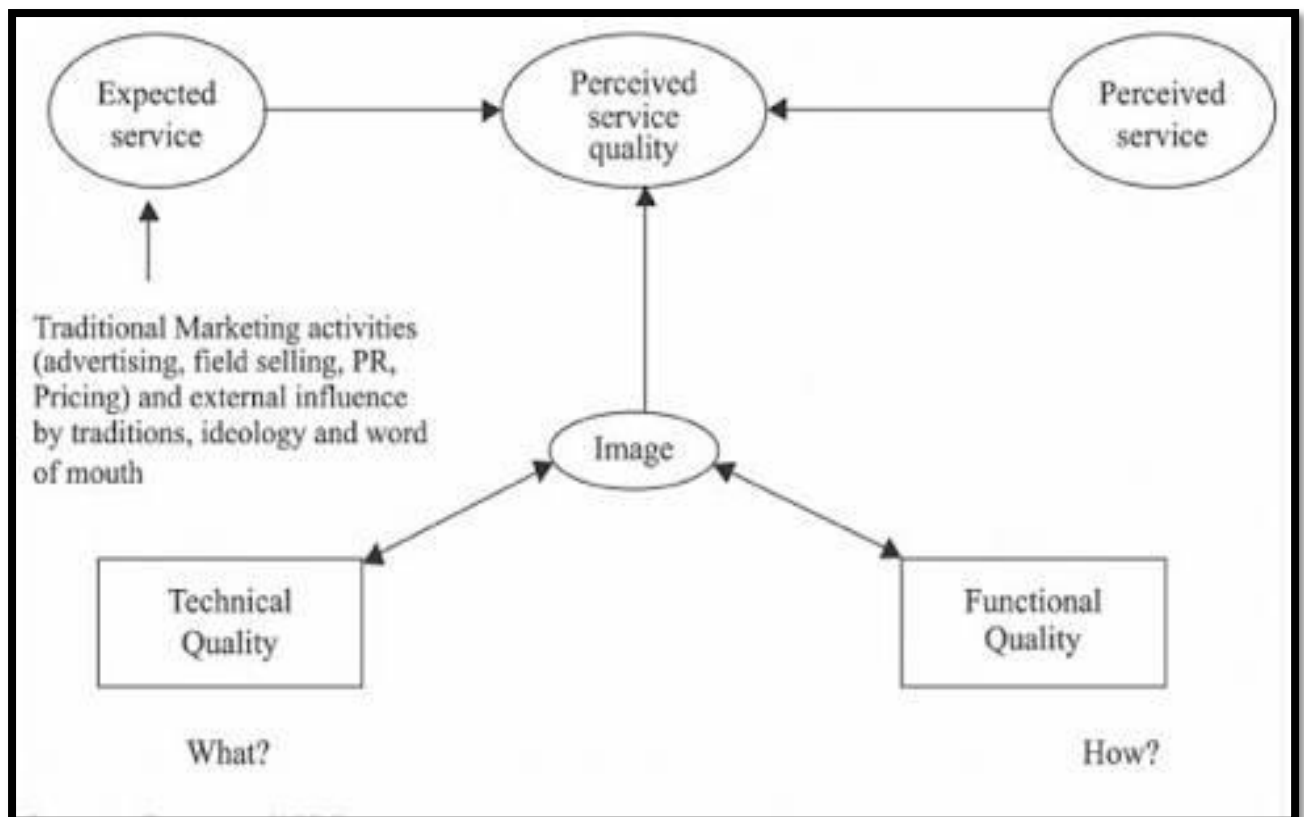 Expected
service
Perceived
service
quality
Perceived
service
Traditional Marketing activities
(advertising, field selling, PR,
Pricing) and external influence
by traditions, ideology and word
of mouth
Image
Technical
Quality
Functional
Quality
What?
How?